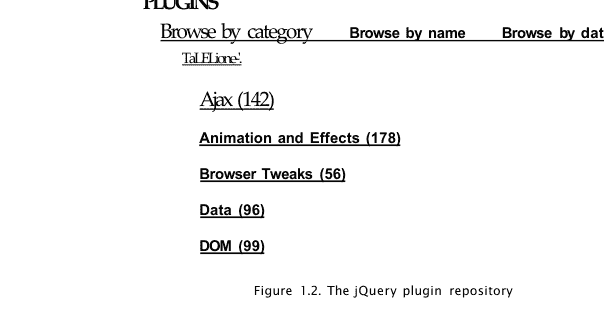 PLUGINS
Browse by category Browse by name Browse by dat
Ajax (142)
Animation and Effects (178)
Browser Tweaks (56)
Data (96)
DOM (99)
Figure 1.2. The jQuery plugin repository